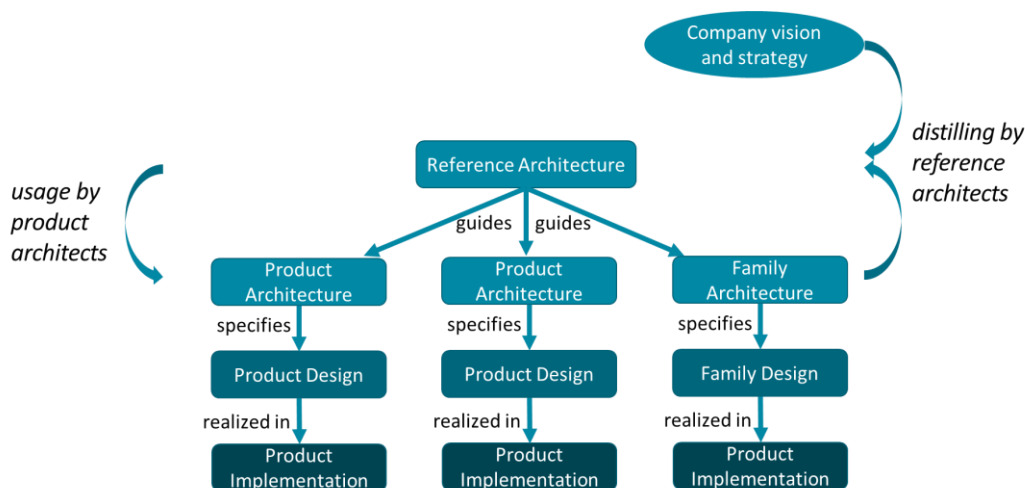 Company vision
and strategy
distilling by
reference
architects
Reference Architecture
usage by
product
architects
guides
guides
Product
Architecture
Product
Architecture
Family
Architecture
specifies
specifies
specifies
Product Design
Product Design
Family Design
realized in
realized in
realized in
Product
Implementation
Product
Implementation
Product
Implementation